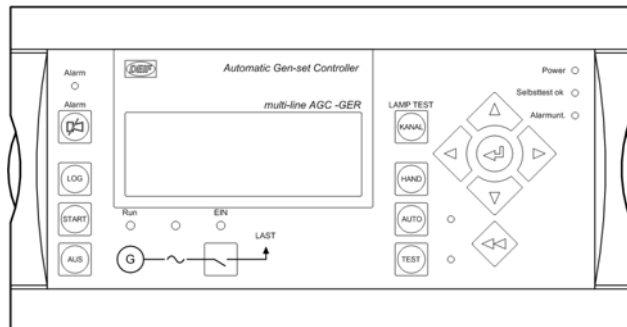 Alarm
DEIF
Automatic Gen-set Controller
Power
Selbsttest ok
Alarmunt.
Alarm
multi-line AGC -GER
LAMP TEST
KANAL
LOG
HAND
START
Run
EIN
AUTO
LAST
AUS
G
TEST